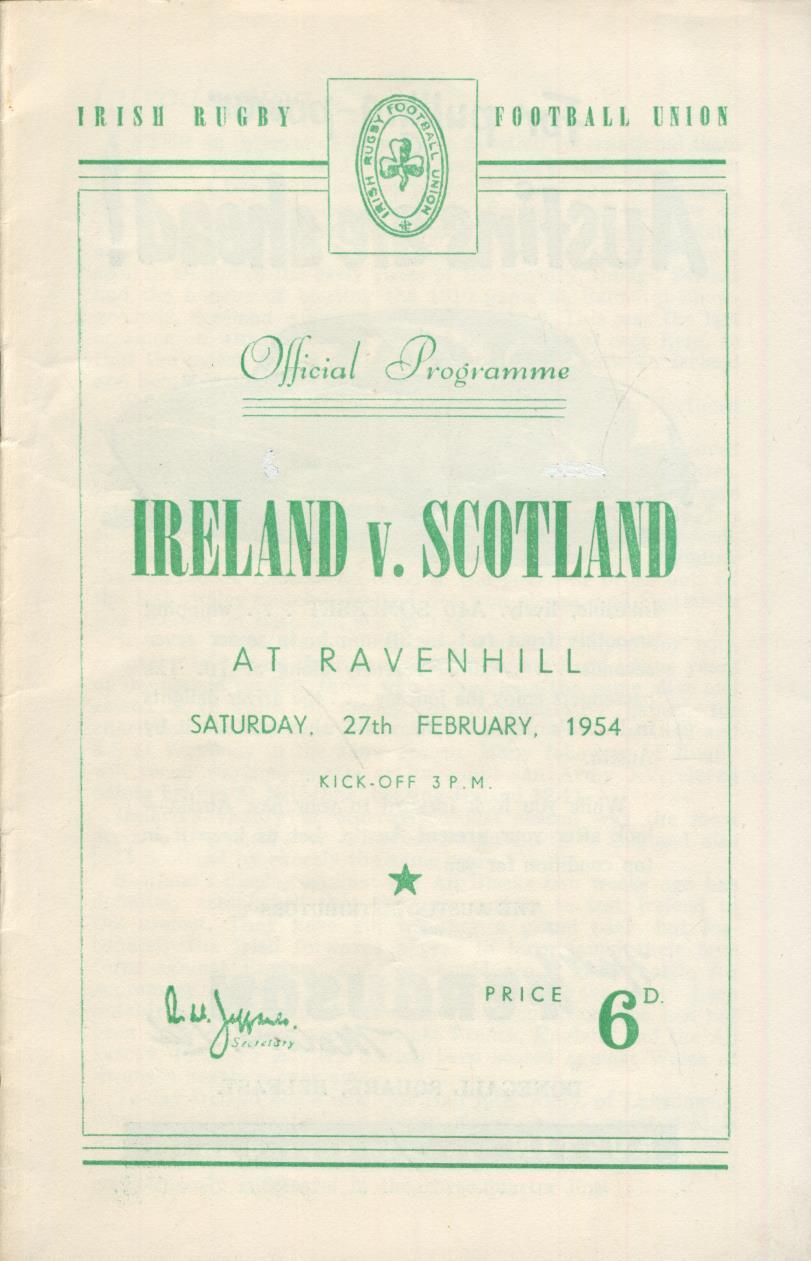 IRISH RUGBY FOOTBALL UNION
IRISH RUGBY FOOTBALL UNION
Official Programme
IRELAND v. SCOTLAND
AT RAVENHILL
SATURDAY, 27th FEBRUARY, 1954
KICK-OFF 3 P.M.
PRICE 6D.
Secretary